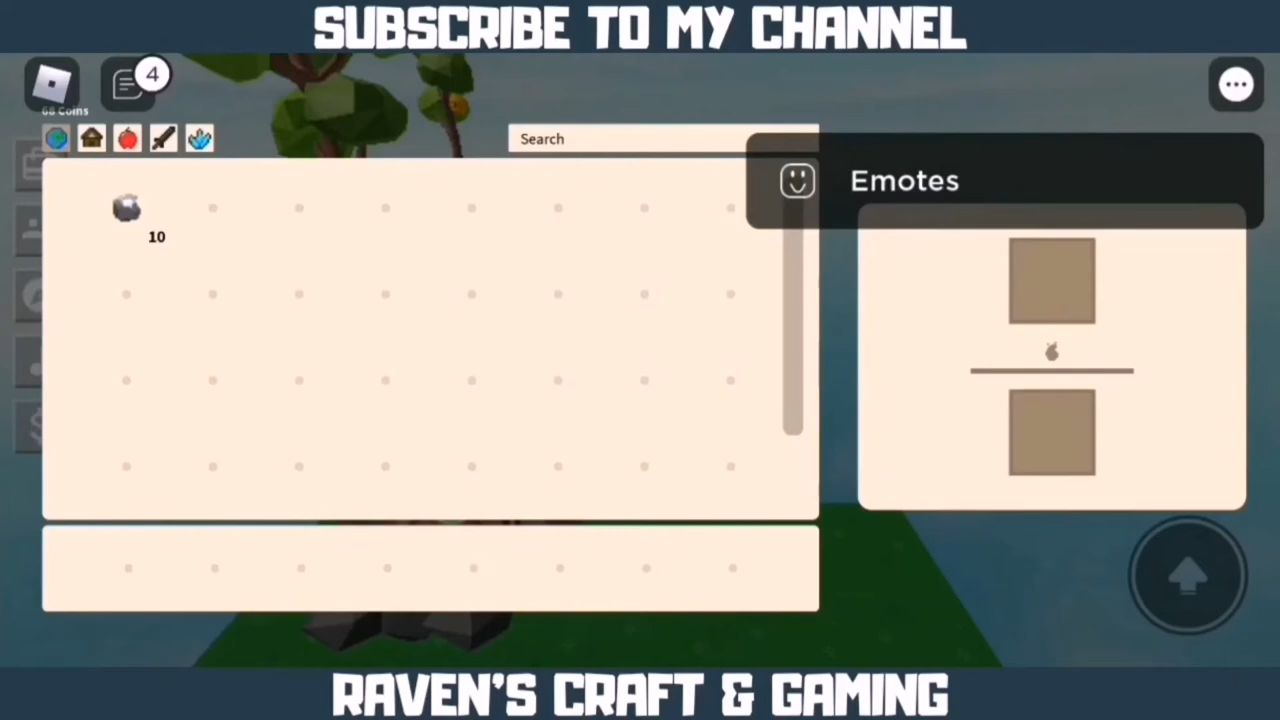 SUBSCRIBE TO MY CHANNEL
4
68 Coins
Search
Emotes
10
RAVEN'S CRAFT & GAMING